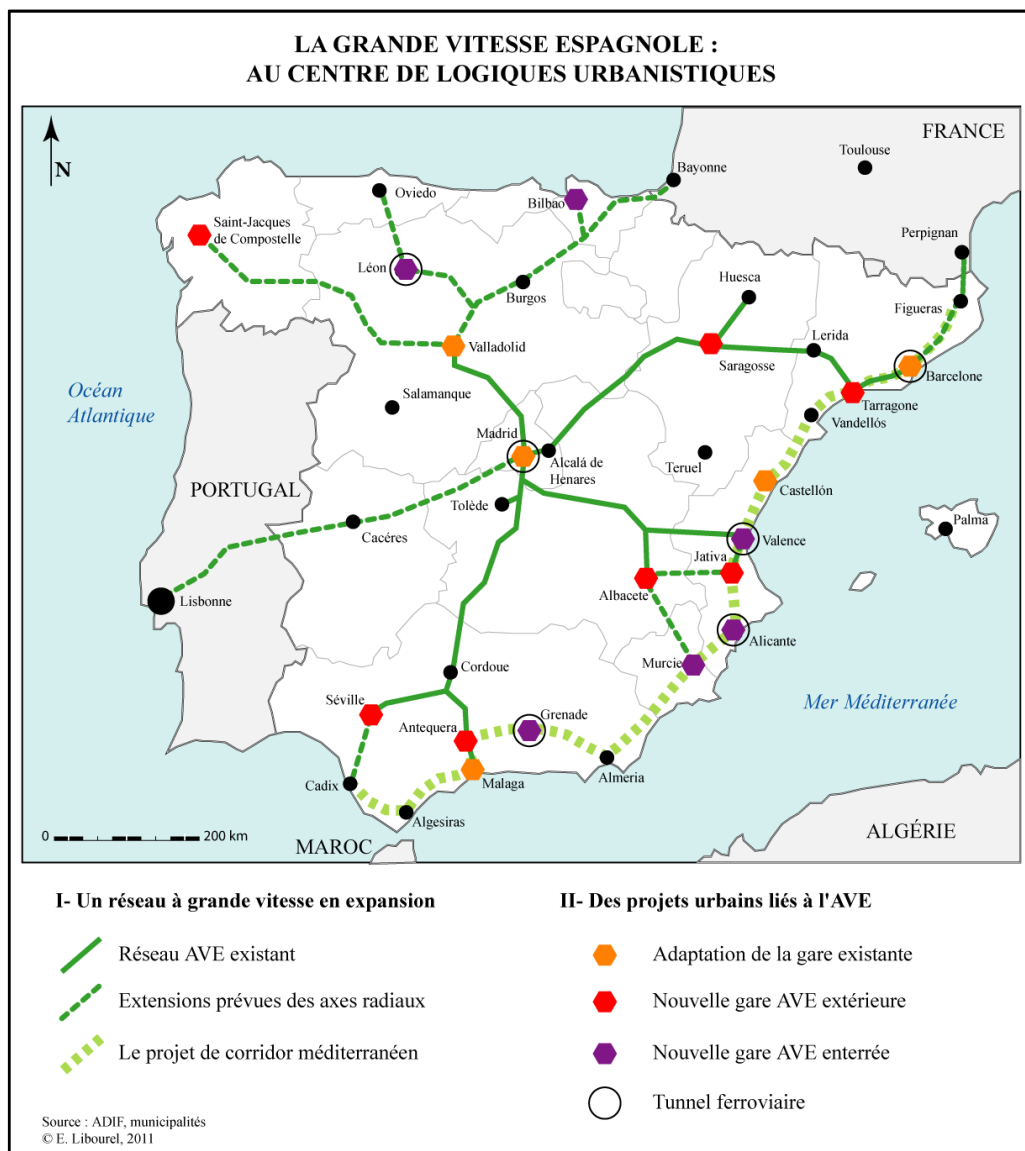 LA GRANDE VITESSE ESPAGNOLE :
AU CENTRE DE LOGIQUES URBANISTIQUES
N
FRANCE
Toulouse
Bayonne
Oviedo
Bilbao
Saint-Jacques
de Compostelle
Perpignan
Léon
Huesca
Burgos
Figueras
Lerida
Valladolid
Saragosse
Barcelone
Océan
Atlantique
Salamanque
Tarragone
Vandellós
Madrid
Alcalá de
Henares
Teruel
Castellón
PORTUGAL
Tolède
Palma
Cacéres
Valence
Jativa
Albacete
Lisbonne
Alicante
Murcie
Cordoue
Mer Méditerranée
Séville
Grenade
Antequera
Almeria
Cadix
Malaga
Algesiras
0
200 km
MAROC
ALGÉRIE
I- Un réseau à grande vitesse en expansion
Réseau AVE existant
Extensions prévues des axes radiaux
Le projet de corridor méditerranéen
II- Des projets urbains liés à l'AVE
Adaptation de la gare existante
Nouvelle gare AVE extérieure
Nouvelle gare AVE enterrée
Tunnel ferroviaire
Source : ADIF, municipalités
© E. Libourel, 2011